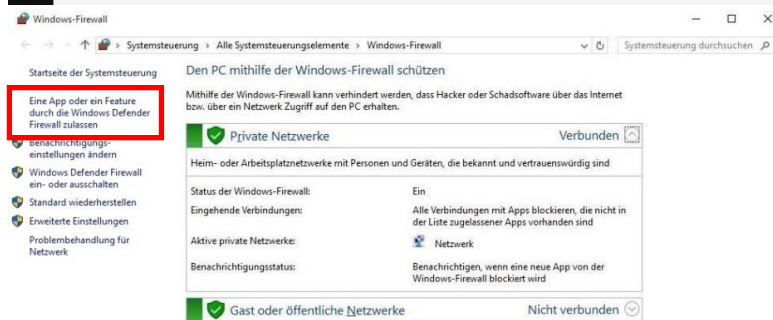 Windows-Firewall
Systemsteuerung › Alle Systemsteuerungselemente › Windows-Firewall
Systemsteuerung durchsuchen
Startseite der Systemsteuerung
Eine App oder ein Feature
durch die Windows Defender
Firewall zulassen
Benachrichtigungs-
einstellungen ändern
Windows Defender Firewall
ein- oder ausschalten
Standard wiederherstellen
Erweiterte Einstellungen
Problembehandlung für
Netzwerk
Den PC mithilfe der Windows-Firewall schützen
Mithilfe der Windows-Firewall kann verhindert werden, dass Hacker oder Schadsoftware über das Internet
bzw. über ein Netzwerk Zugriff auf den PC erhalten.
Private Netzwerke Verbunden
Heim- oder Arbeitsplatznetzwerke mit Personen und Geräten, die bekannt und vertrauenswürdig sind
Status der Windows-Firewall: Ein
Eingehende Verbindungen: Alle Verbindungen mit Apps blockieren, die nicht in
der Liste zugelassener Apps vorhanden sind
Aktive private Netzwerke: Netzwerk
Benachrichtigungsstatus: Benachrichtigen, wenn eine neue App von der
Windows-Firewall blockiert wird
Gast oder öffentliche Netzwerke Nicht verbunden